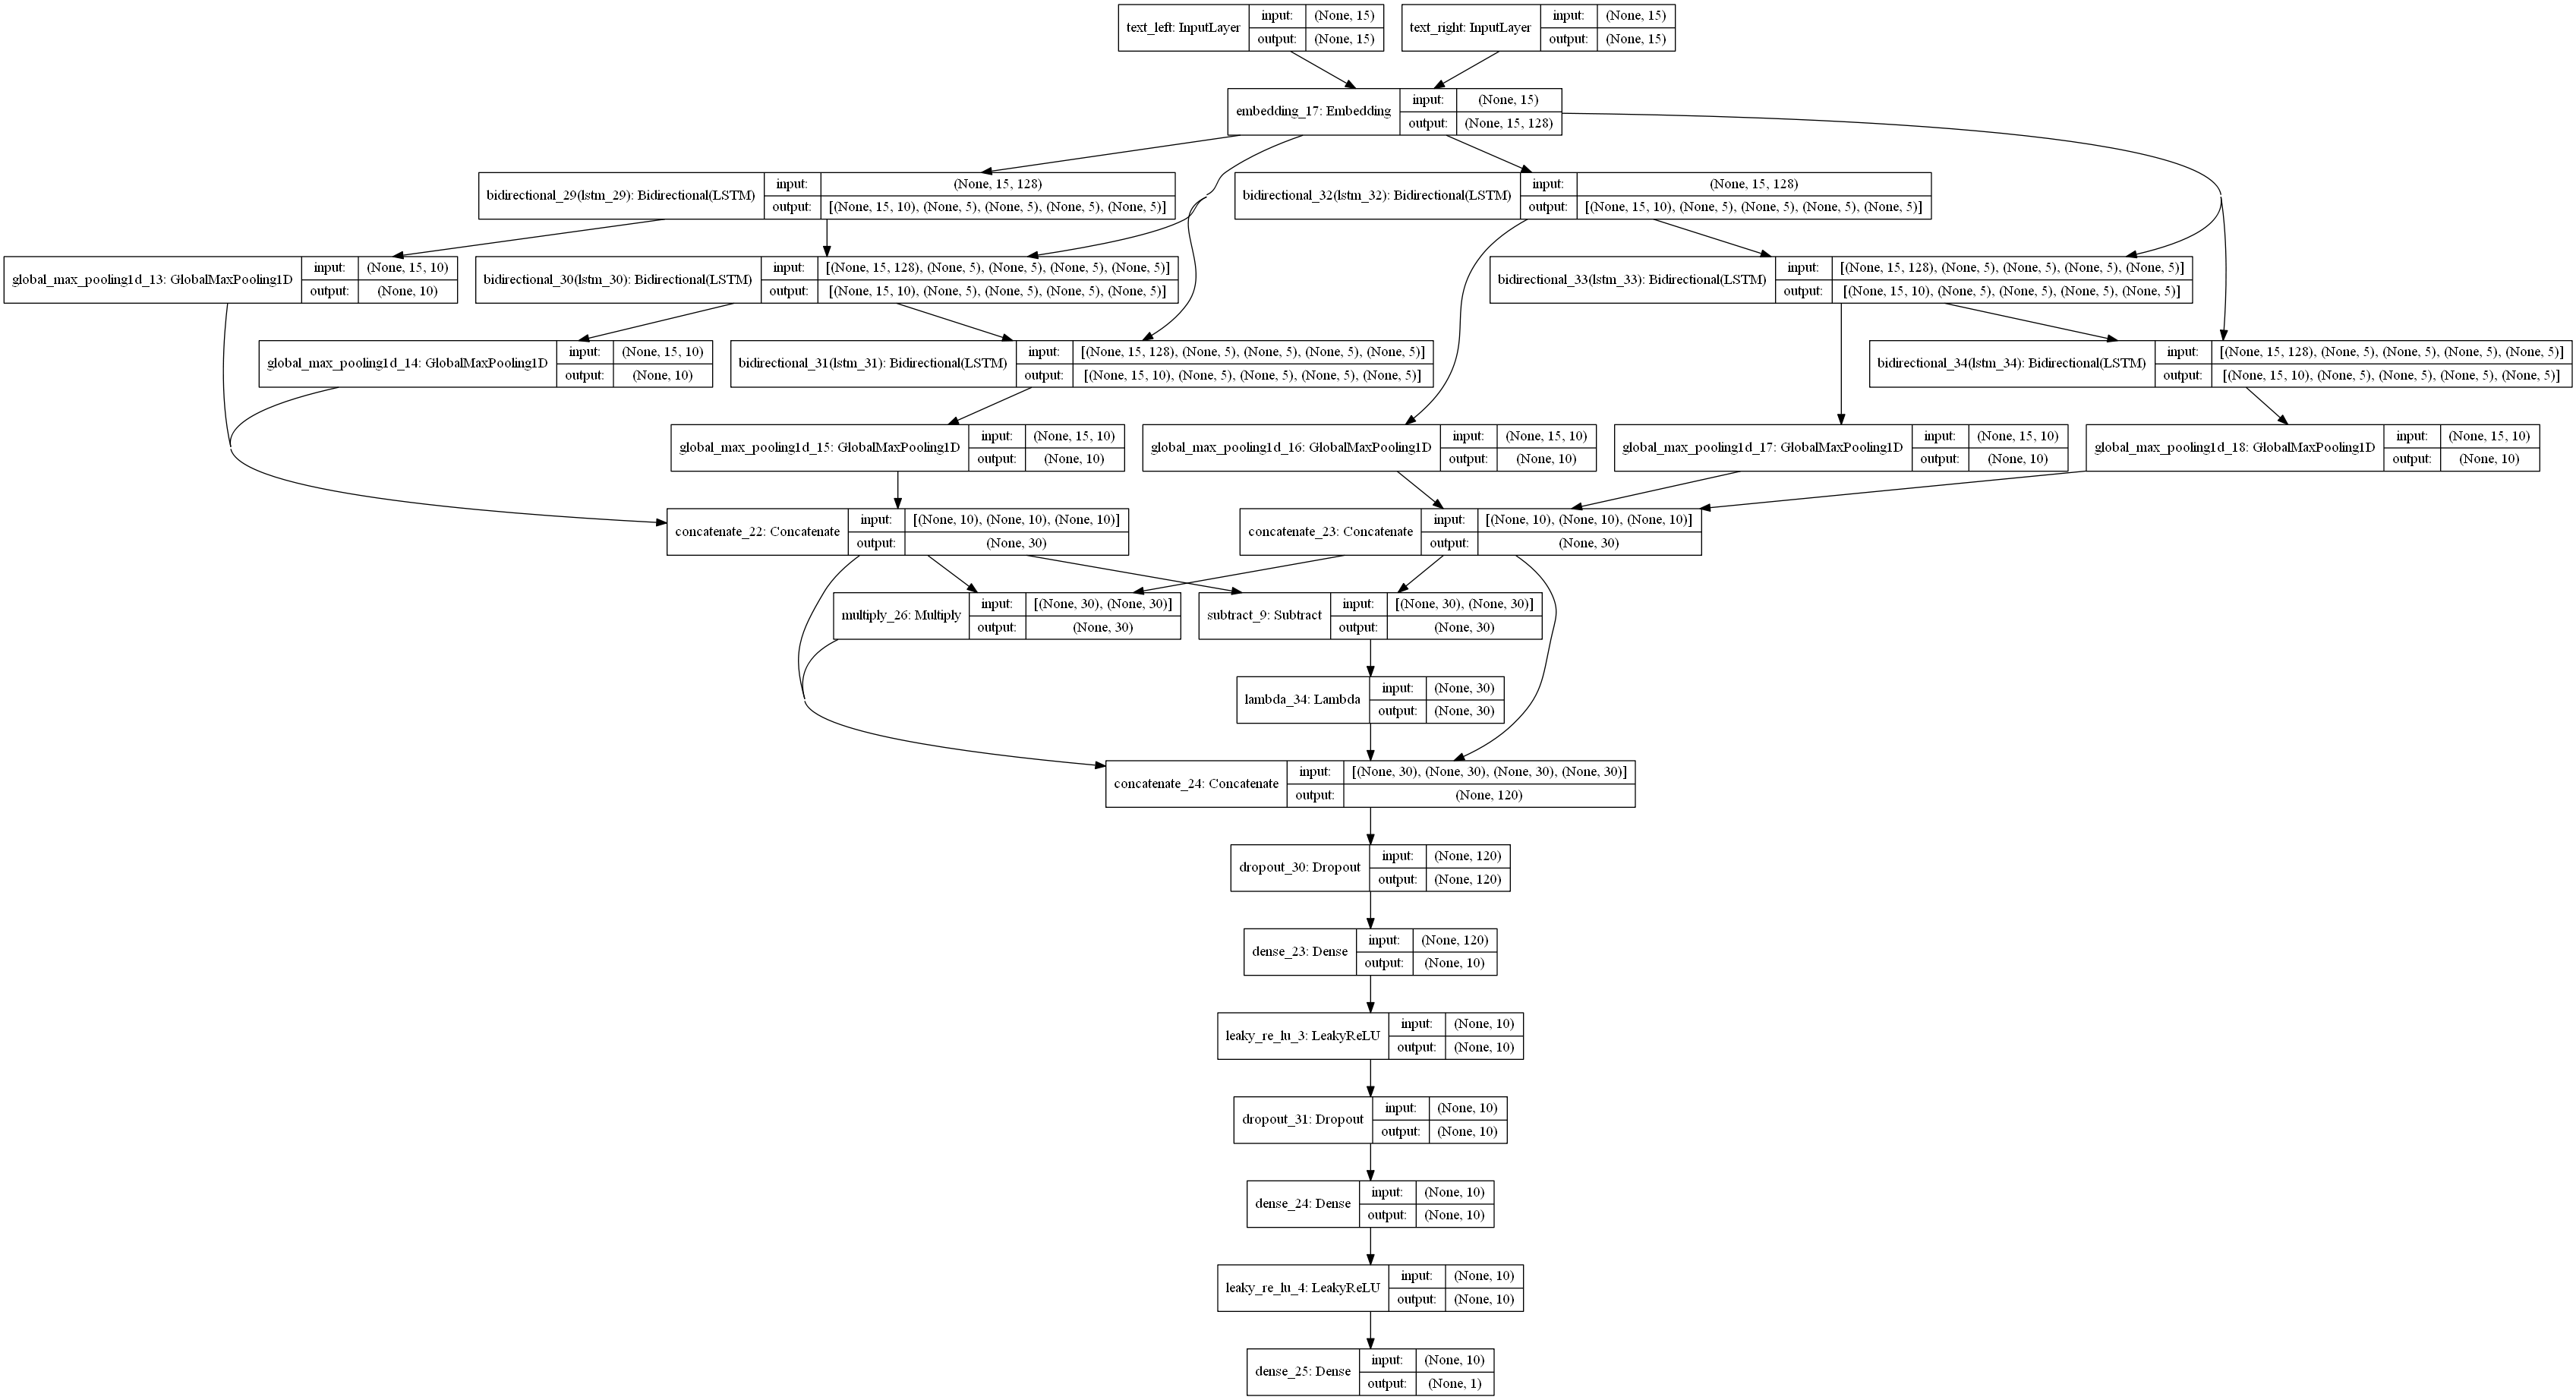 text_left: InputLayer
input:
(None, 15)
output:
(None, 15)
text_right: InputLayer
input:
(None, 15)
output:
(None, 15)
embedding_17: Embedding
input:
(None, 15)
output:
(None, 15, 128)
bidirectional_29(lstm_29): Bidirectional(LSTM)
input:
(None, 15, 128)
output:
[(None, 15, 10), (None, 5), (None, 5), (None, 5), (None, 5)]
bidirectional_32(lstm_32): Bidirectional(LSTM)
input:
(None, 15, 128)
output:
[(None, 15, 10), (None, 5), (None, 5), (None, 5), (None, 5)]
global_max_pooling1d_13: GlobalMaxPooling1D
input:
(None, 15, 10)
output:
(None, 10)
bidirectional_30(lstm_30): Bidirectional(LSTM)
input:
[(None, 15, 128), (None, 5), (None, 5), (None, 5), (None, 5)]
output:
[(None, 15, 10), (None, 5), (None, 5), (None, 5), (None, 5)]
bidirectional_33(lstm_33): Bidirectional(LSTM)
input:
[(None, 15, 128), (None, 5), (None, 5), (None, 5), (None, 5)]
output:
[(None, 15, 10), (None, 5), (None, 5), (None, 5), (None, 5)]
global_max_pooling1d_14: GlobalMaxPooling1D
input:
(None, 15, 10)
output:
(None, 10)
bidirectional_31(lstm_31): Bidirectional(LSTM)
input:
[(None, 15, 128), (None, 5), (None, 5), (None, 5), (None, 5)]
output:
[(None, 15, 10), (None, 5), (None, 5), (None, 5), (None, 5)]
bidirectional_34(lstm_34): Bidirectional(LSTM)
input:
[(None, 15, 128), (None, 5), (None, 5), (None, 5), (None, 5)]
output:
[(None, 15, 10), (None, 5), (None, 5), (None, 5), (None, 5)]
global_max_pooling1d_15: GlobalMaxPooling1D
input:
(None, 15, 10)
output:
(None, 10)
global_max_pooling1d_16: GlobalMaxPooling1D
input:
(None, 15, 10)
output:
(None, 10)
global_max_pooling1d_17: GlobalMaxPooling1D
input:
(None, 15, 10)
output:
(None, 10)
global_max_pooling1d_18: GlobalMaxPooling1D
input:
(None, 15, 10)
output:
(None, 10)
concatenate_22: Concatenate
input:
[(None, 10), (None, 10), (None, 10)]
output:
(None, 30)
concatenate_23: Concatenate
input:
[(None, 10), (None, 10), (None, 10)]
output:
(None, 30)
multiply_26: Multiply
input:
[(None, 30), (None, 30)]
output:
(None, 30)
subtract_9: Subtract
input:
[(None, 30), (None, 30)]
output:
(None, 30)
lambda_34: Lambda
input:
(None, 30)
output:
(None, 30)
concatenate_24: Concatenate
input:
[(None, 30), (None, 30), (None, 30), (None, 30)]
output:
(None, 120)
dropout_30: Dropout
input:
(None, 120)
output:
(None, 120)
dense_23: Dense
input:
(None, 120)
output:
(None, 10)
leaky_re_lu_3: LeakyReLU
input:
(None, 10)
output:
(None, 10)
dropout_31: Dropout
input:
(None, 10)
output:
(None, 10)
dense_24: Dense
input:
(None, 10)
output:
(None, 10)
leaky_re_lu_4: LeakyReLU
input:
(None, 10)
output:
(None, 10)
dense_25: Dense
input:
(None, 10)
output:
(None, 1)